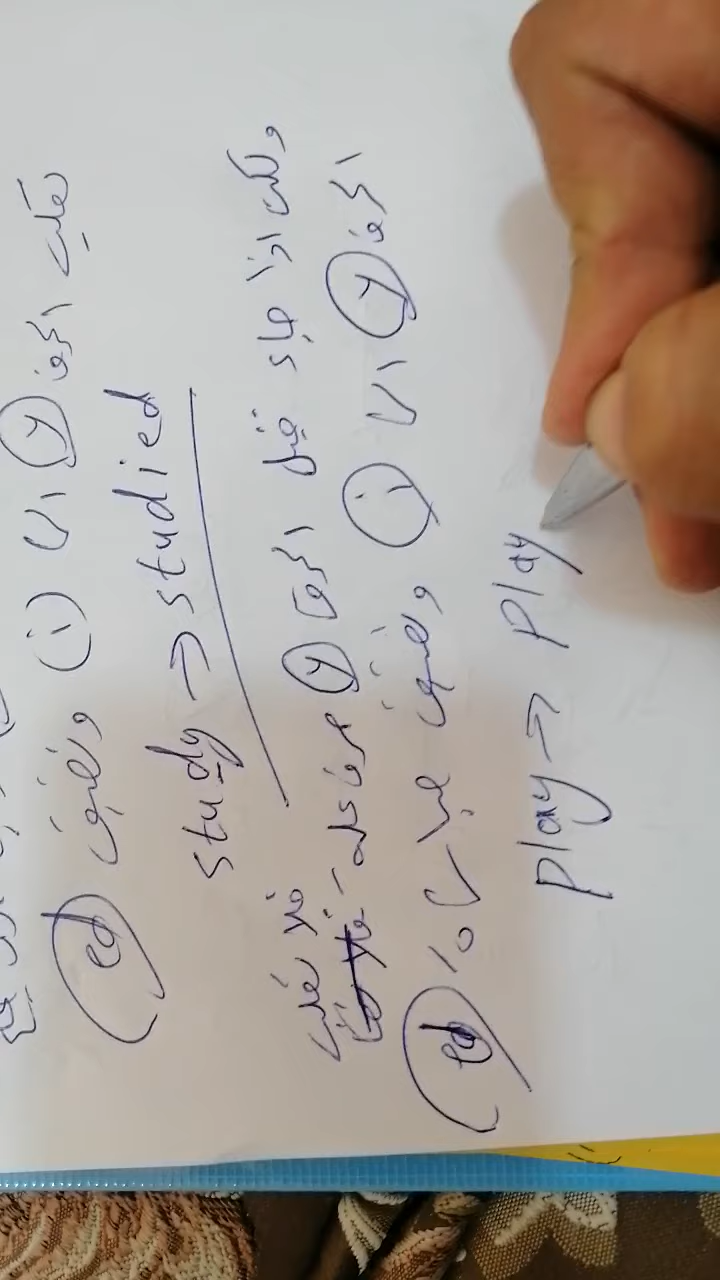 نقلب الحرف (y) الى (i) ونضيف (ed)
study → studied
ولكن اذا جاء قبل الحرف (y) حرف علة فلا نقلب
الحرف (y) الى (i) ونضيف (ed)
play → play